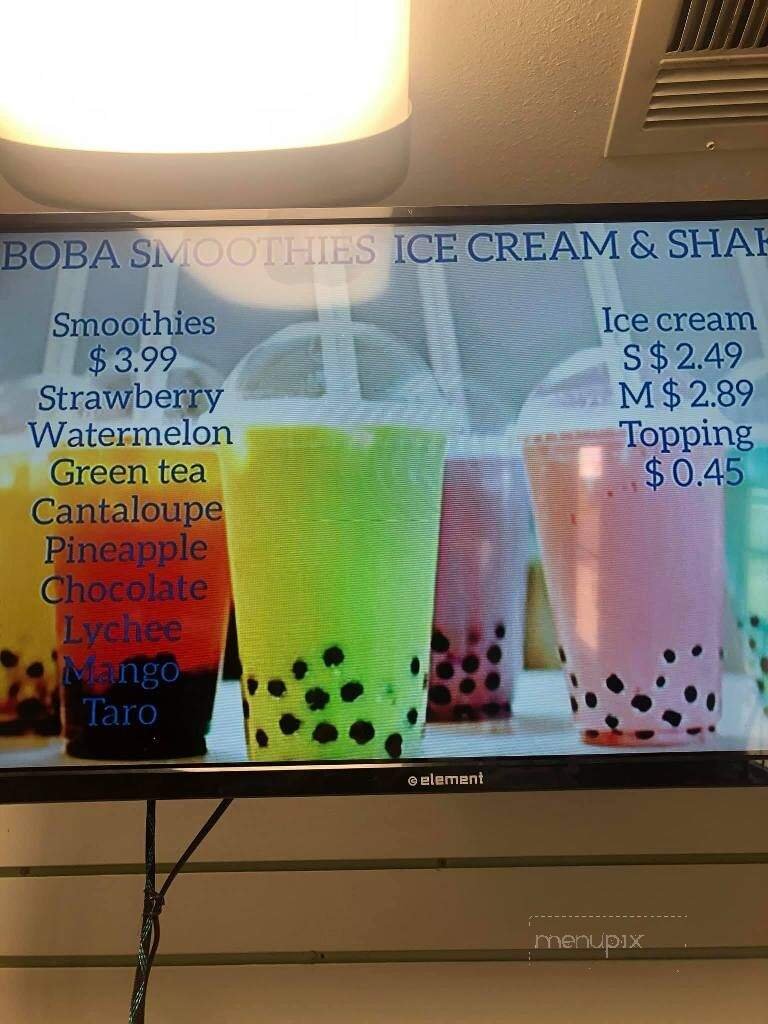 BOBA SMOOTHIES ICE CREAM & SHAK
Smoothies
$ 3.99
Strawberry
Watermelon
Green tea
Cantaloupe
Pineapple
Chocolate
Lychee
Mango
Taro
Ice cream
S $ 2.49
M $ 2.89
Topping
$ 0.45
element
menupix